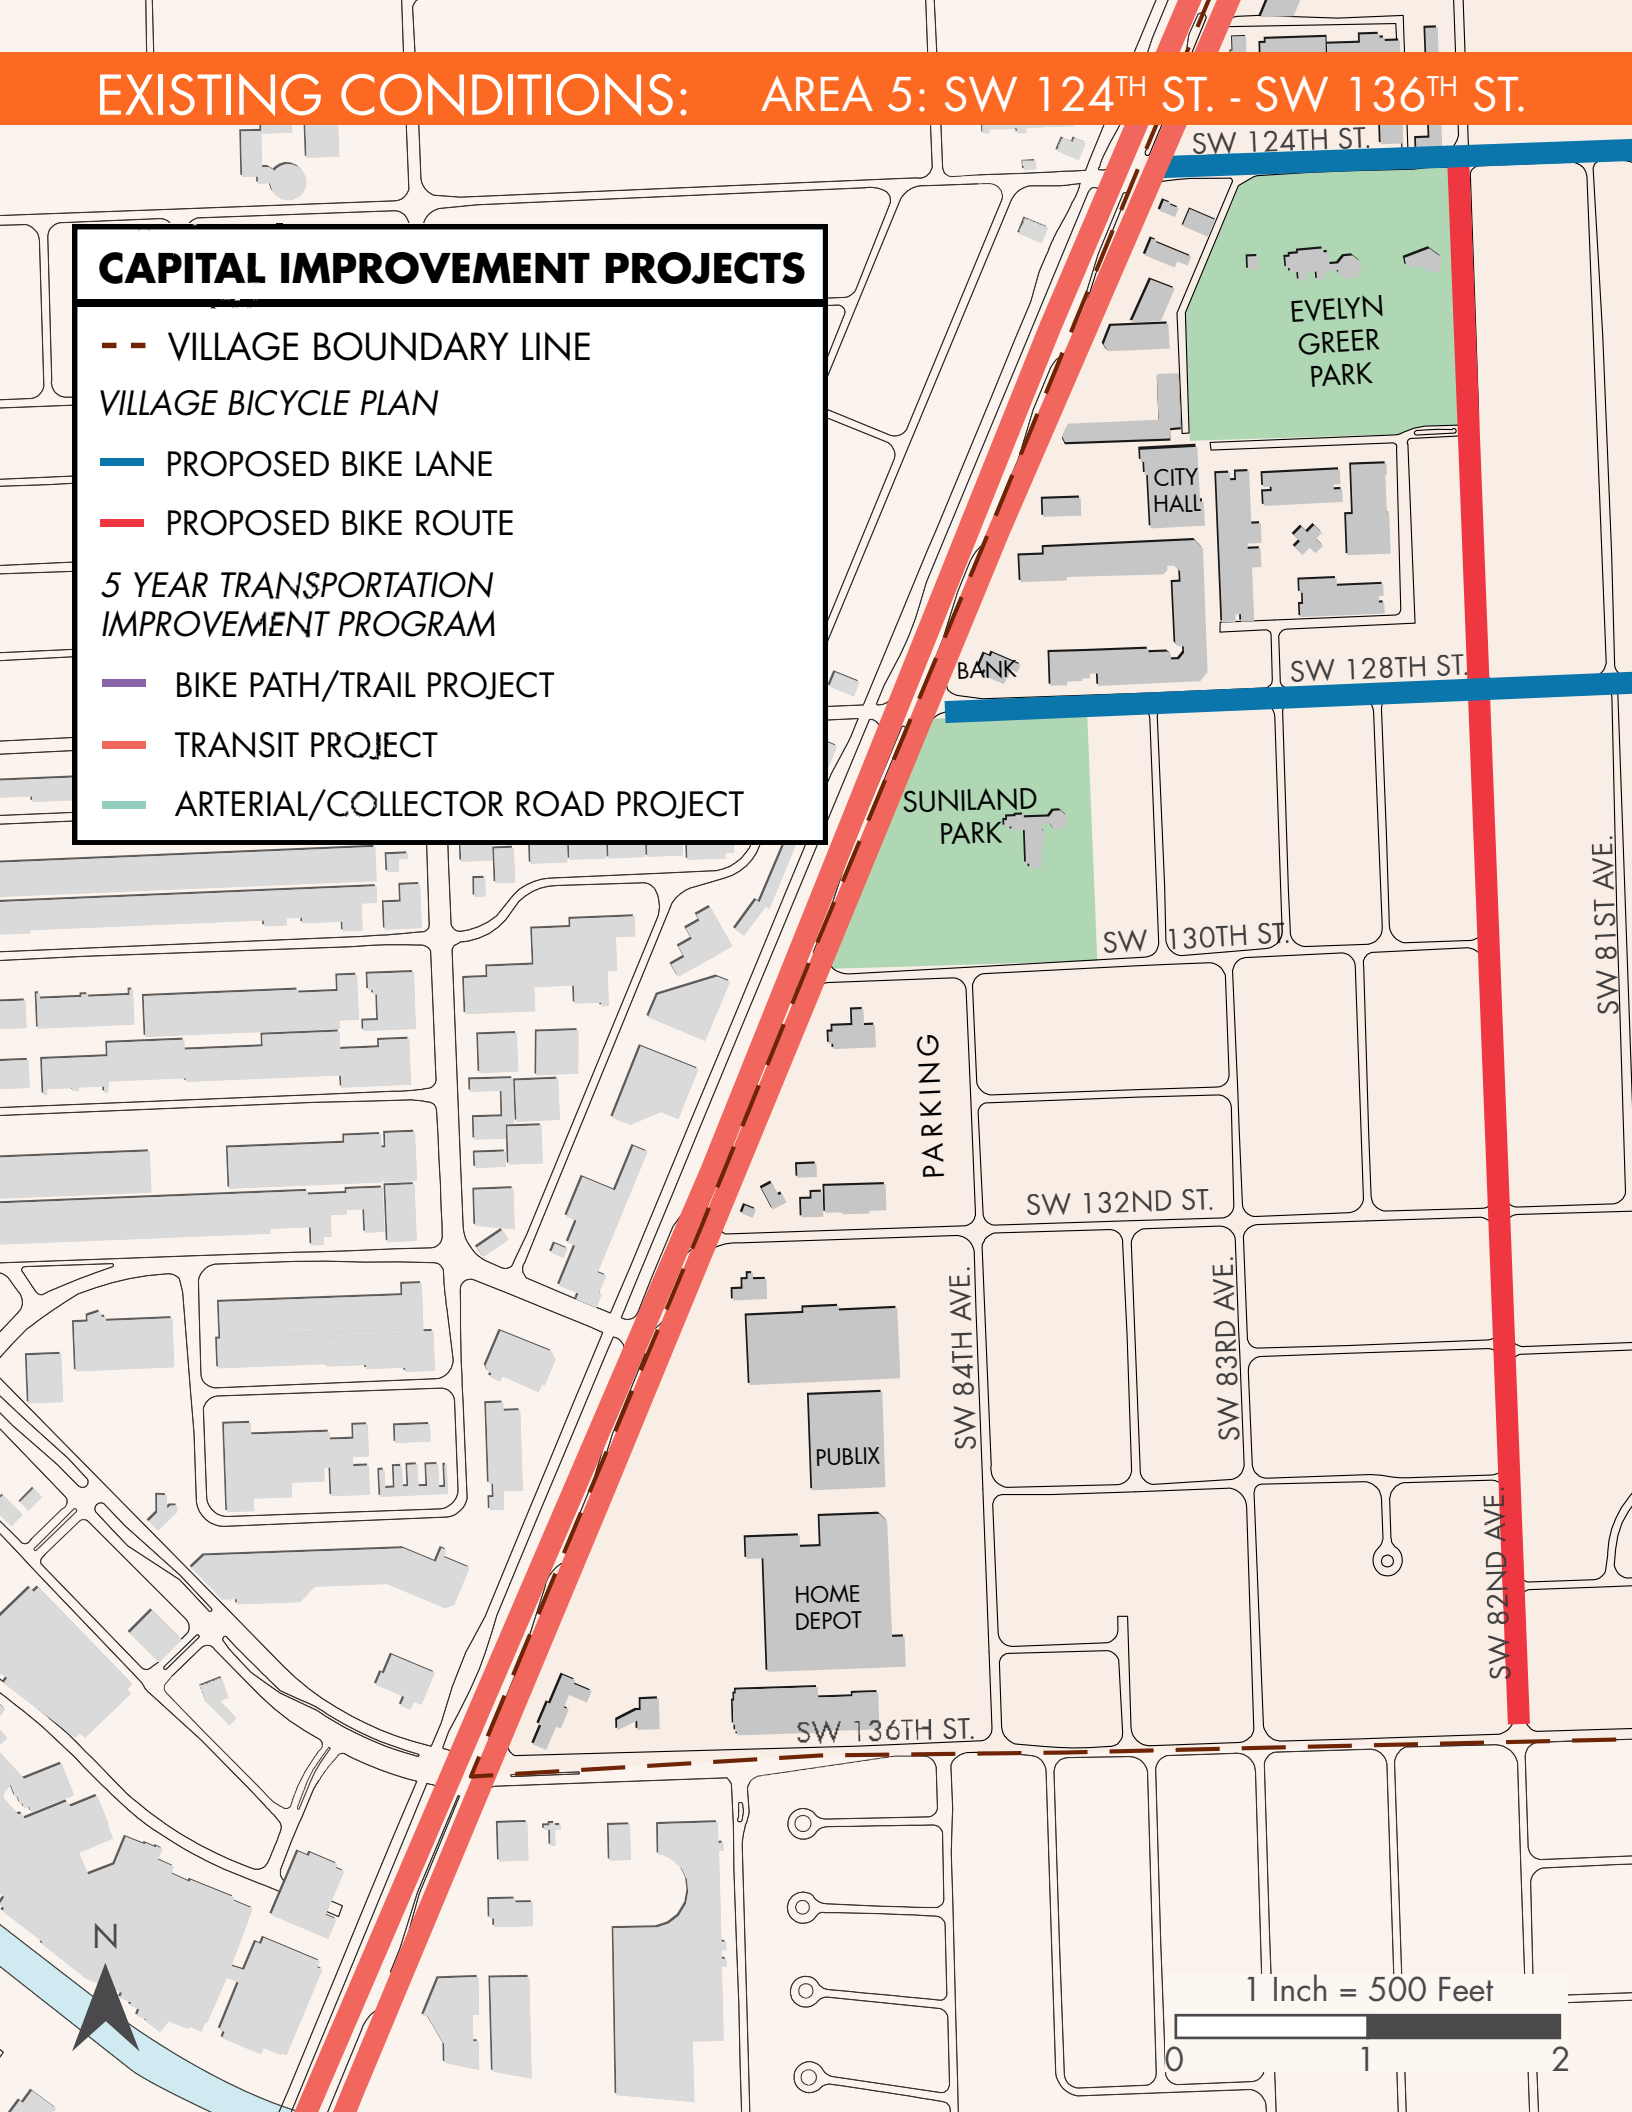 EXISTING CONDITIONS: AREA 5: SW 124TH ST. - SW 136TH ST.
SW 124TH ST.
CAPITAL IMPROVEMENT PROJECTS
VILLAGE BOUNDARY LINE
VILLAGE BICYCLE PLAN
PROPOSED BIKE LANE
PROPOSED BIKE ROUTE
5 YEAR TRANSPORTATION
IMPROVEMENT PROGRAM
BIKE PATH/TRAIL PROJECT
TRANSIT PROJECT
ARTERIAL/COLLECTOR ROAD PROJECT
EVELYN
GREER
PARK
CITY
HALL
BANK
SW 128TH ST.
SUNILAND
PARK
SW 81ST AVE.
SW 130TH ST.
PARKING
SW 132ND ST.
SW 84TH AVE.
SW 83RD AVE.
PUBLIX
HOME
DEPOT
SW 82ND AVE.
SW 136TH ST.
N
1 Inch = 500 Feet
0 1 2